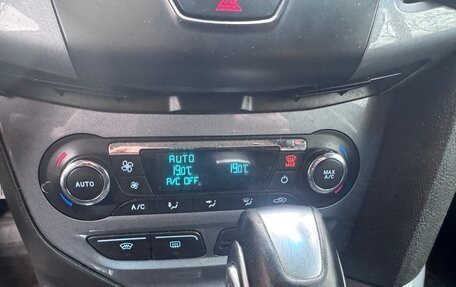 AUTO
19.0°C 19.0°C
A/C OFF
AUTO
MAX A/C
A/C